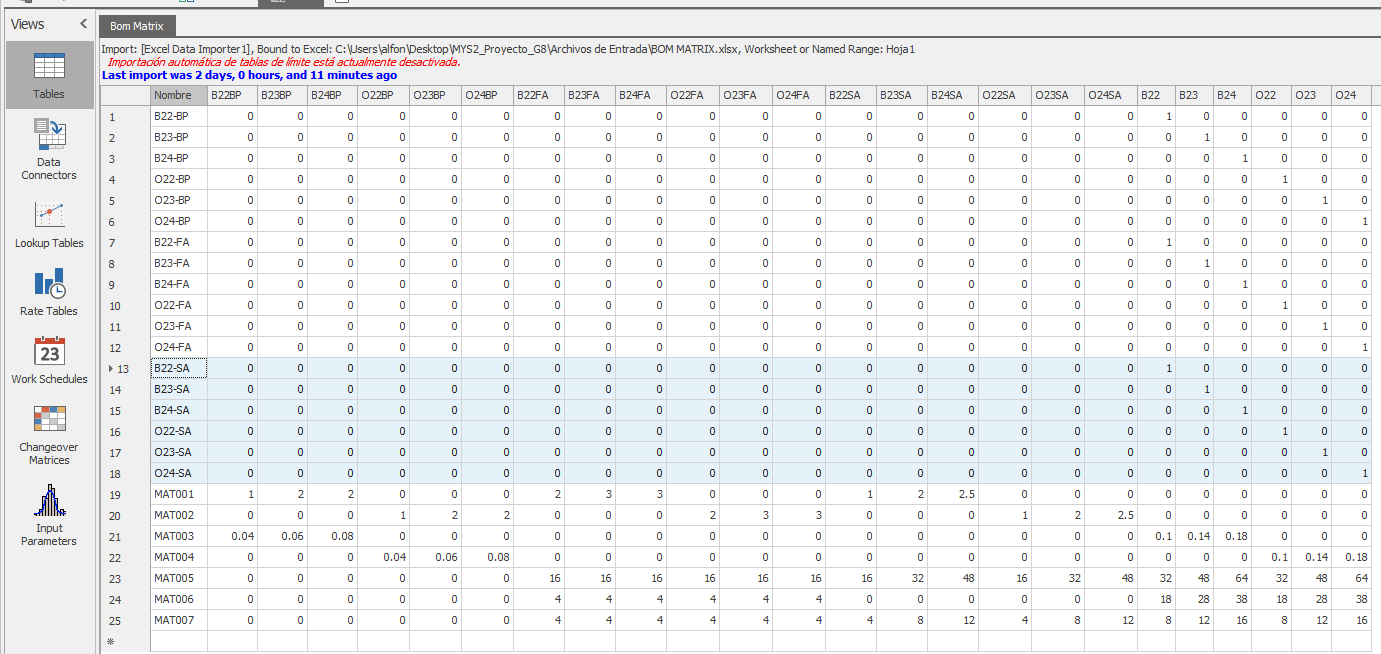 Views <
Bom Matrix
Import: [Excel Data Importer1], Bound to Excel: C:\Users\alfon\Desktop\MYS2_Proyecto_G8\Archivos de Entrada\BOM MATRIX.xlsx, Worksheet or Named Range: Hoja1
Importación automática de tablas de límite está actualmente desactivada.
Last import was 2 days, 0 hours, and 11 minutes ago
Tables
Data
Connectors
Lookup Tables
Rate Tables
23
Work Schedules
Changeover
Matrices
Input
Parameters
Nombre B22BP B23BP B24BP O22BP O23BP O24BP B22FA B23FA B24FA O22FA O23FA O24FA B22SA B23SA B24SA O22SA O23SA O24SA B22 B23 B24 O22 O23 O24
1 B22-BP 0 0 0 0 0 0 0 0 0 0 0 0 0 0 0 0 0 0 1 0 0 0 0 0
2 B23-BP 0 0 0 0 0 0 0 0 0 0 0 0 0 0 0 0 0 0 0 1 0 0 0 0
3 B24-BP 0 0 0 0 0 0 0 0 0 0 0 0 0 0 0 0 0 0 0 0 1 0 0 0
4 O22-BP 0 0 0 0 0 0 0 0 0 0 0 0 0 0 0 0 0 0 0 0 0 1 0 0
5 O23-BP 0 0 0 0 0 0 0 0 0 0 0 0 0 0 0 0 0 0 0 0 0 0 1 0
6 O24-BP 0 0 0 0 0 0 0 0 0 0 0 0 0 0 0 0 0 0 0 0 0 0 0 1
7 B22-FA 0 0 0 0 0 0 0 0 0 0 0 0 0 0 0 0 0 0 1 0 0 0 0 0
8 B23-FA 0 0 0 0 0 0 0 0 0 0 0 0 0 0 0 0 0 0 0 1 0 0 0 0
9 B24-FA 0 0 0 0 0 0 0 0 0 0 0 0 0 0 0 0 0 0 0 0 1 0 0 0
10 O22-FA 0 0 0 0 0 0 0 0 0 0 0 0 0 0 0 0 0 0 0 0 0 1 0 0
11 O23-FA 0 0 0 0 0 0 0 0 0 0 0 0 0 0 0 0 0 0 0 0 0 0 1 0
12 O24-FA 0 0 0 0 0 0 0 0 0 0 0 0 0 0 0 0 0 0 0 0 0 0 0 1
13 B22-SA 0 0 0 0 0 0 0 0 0 0 0 0 0 0 0 0 0 0 1 0 0 0 0 0
14 B23-SA 0 0 0 0 0 0 0 0 0 0 0 0 0 0 0 0 0 0 0 1 0 0 0 0
15 B24-SA 0 0 0 0 0 0 0 0 0 0 0 0 0 0 0 0 0 0 0 0 1 0 0 0
16 O22-SA 0 0 0 0 0 0 0 0 0 0 0 0 0 0 0 0 0 0 0 0 0 1 0 0
17 O23-SA 0 0 0 0 0 0 0 0 0 0 0 0 0 0 0 0 0 0 0 0 0 0 1 0
18 O24-SA 0 0 0 0 0 0 0 0 0 0 0 0 0 0 0 0 0 0 0 0 0 0 0 1
19 MAT001 1 2 2 0 0 0 2 3 3 0 0 0 1 2 2.5 0 0 0 0 0 0 0 0 0
20 MAT002 0 0 0 1 2 2 0 0 0 2 3 3 0 0 0 1 2 2.5 0 0 0 0 0 0
21 MAT003 0.04 0.06 0.08 0 0 0 0 0 0 0 0 0 0 0 0 0 0 0 0.1 0.14 0.18 0 0 0
22 MAT004 0 0 0 0.04 0.06 0.08 0 0 0 0 0 0 0 0 0 0 0 0 0 0 0 0.1 0.14 0.18
23 MAT005 0 0 0 0 0 0 16 16 16 16 16 16 16 32 48 16 32 48 32 48 64 32 48 64
24 MAT006 0 0 0 0 0 0 4 4 4 4 4 4 0 0 0 0 0 0 18 28 38 18 28 38
25 MAT007 0 0 0 0 0 0 4 4 4 4 4 4 4 8 12 4 8 12 8 12 16 8 12 16